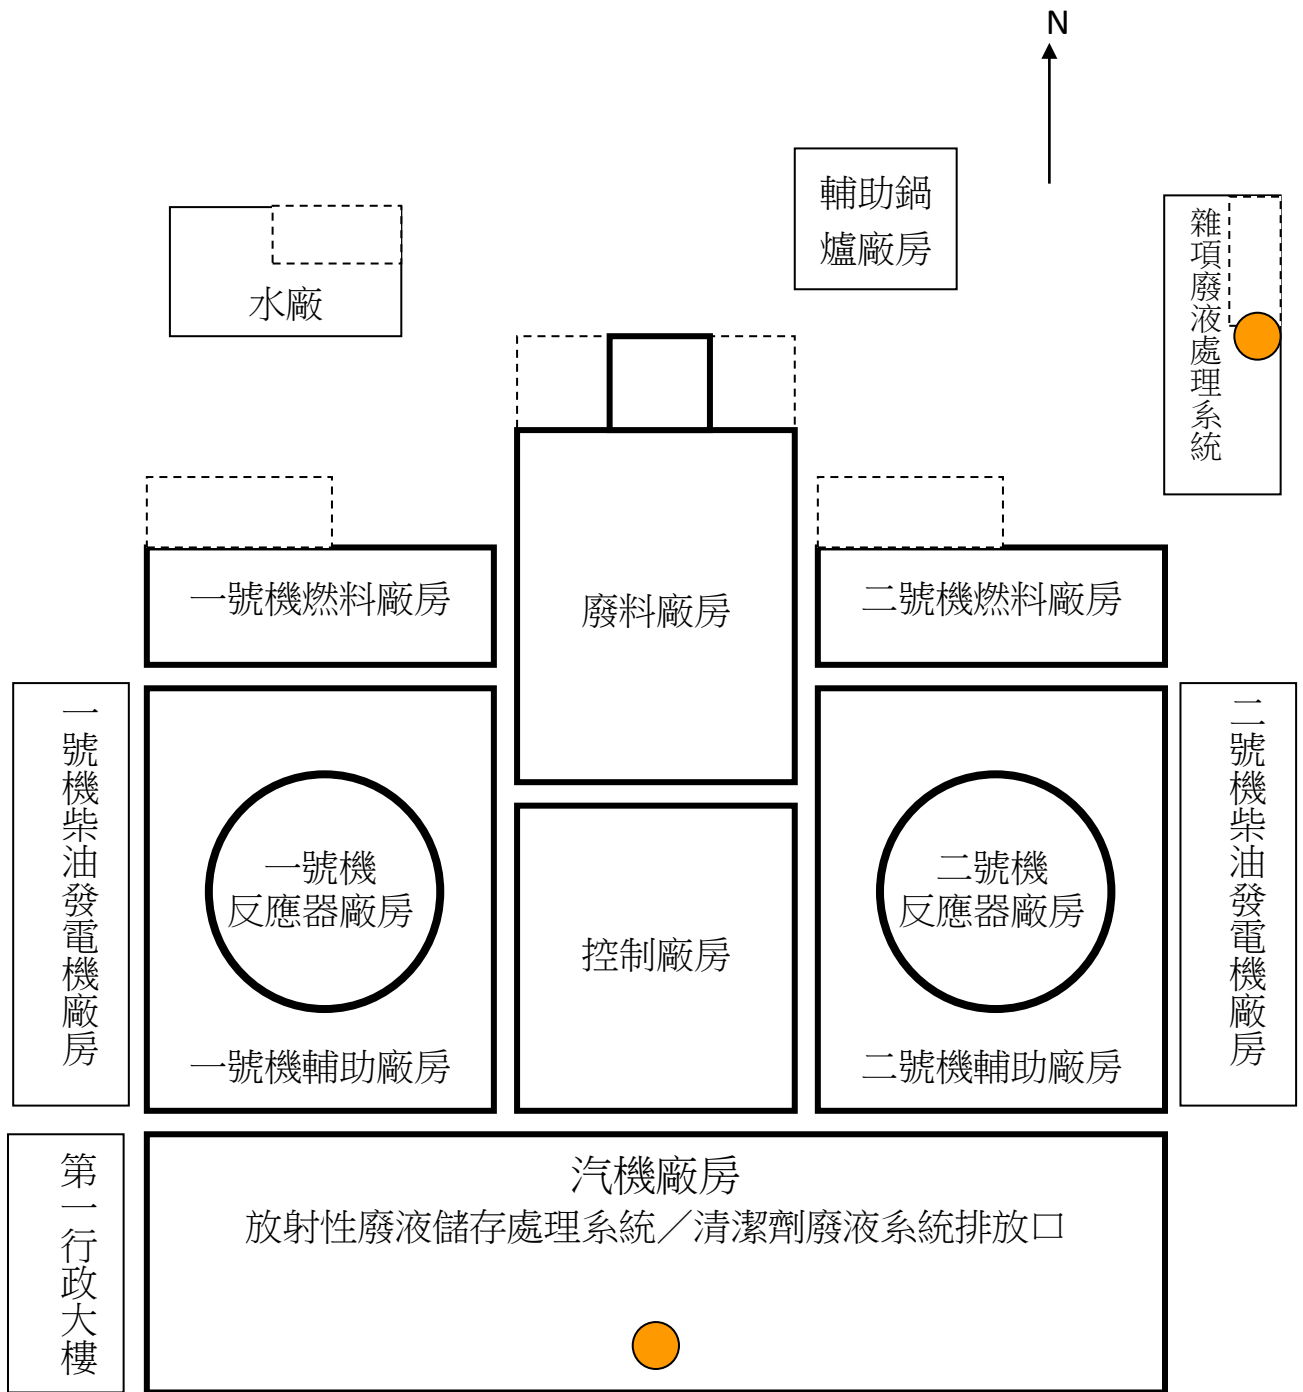 N
輔助鍋
爐廠房
雜項廢液處理系統
水廠
一號機燃料廠房
廢料廠房
二號機燃料廠房
一號機柴油發電機廠房
一號機
反應器廠房
一號機輔助廠房
控制廠房
二號機
反應器廠房
二號機輔助廠房
二號機柴油發電機廠房
第一行政大樓
汽機廠房
放射性廢液儲存處理系統／清潔劑廢液系統排放口